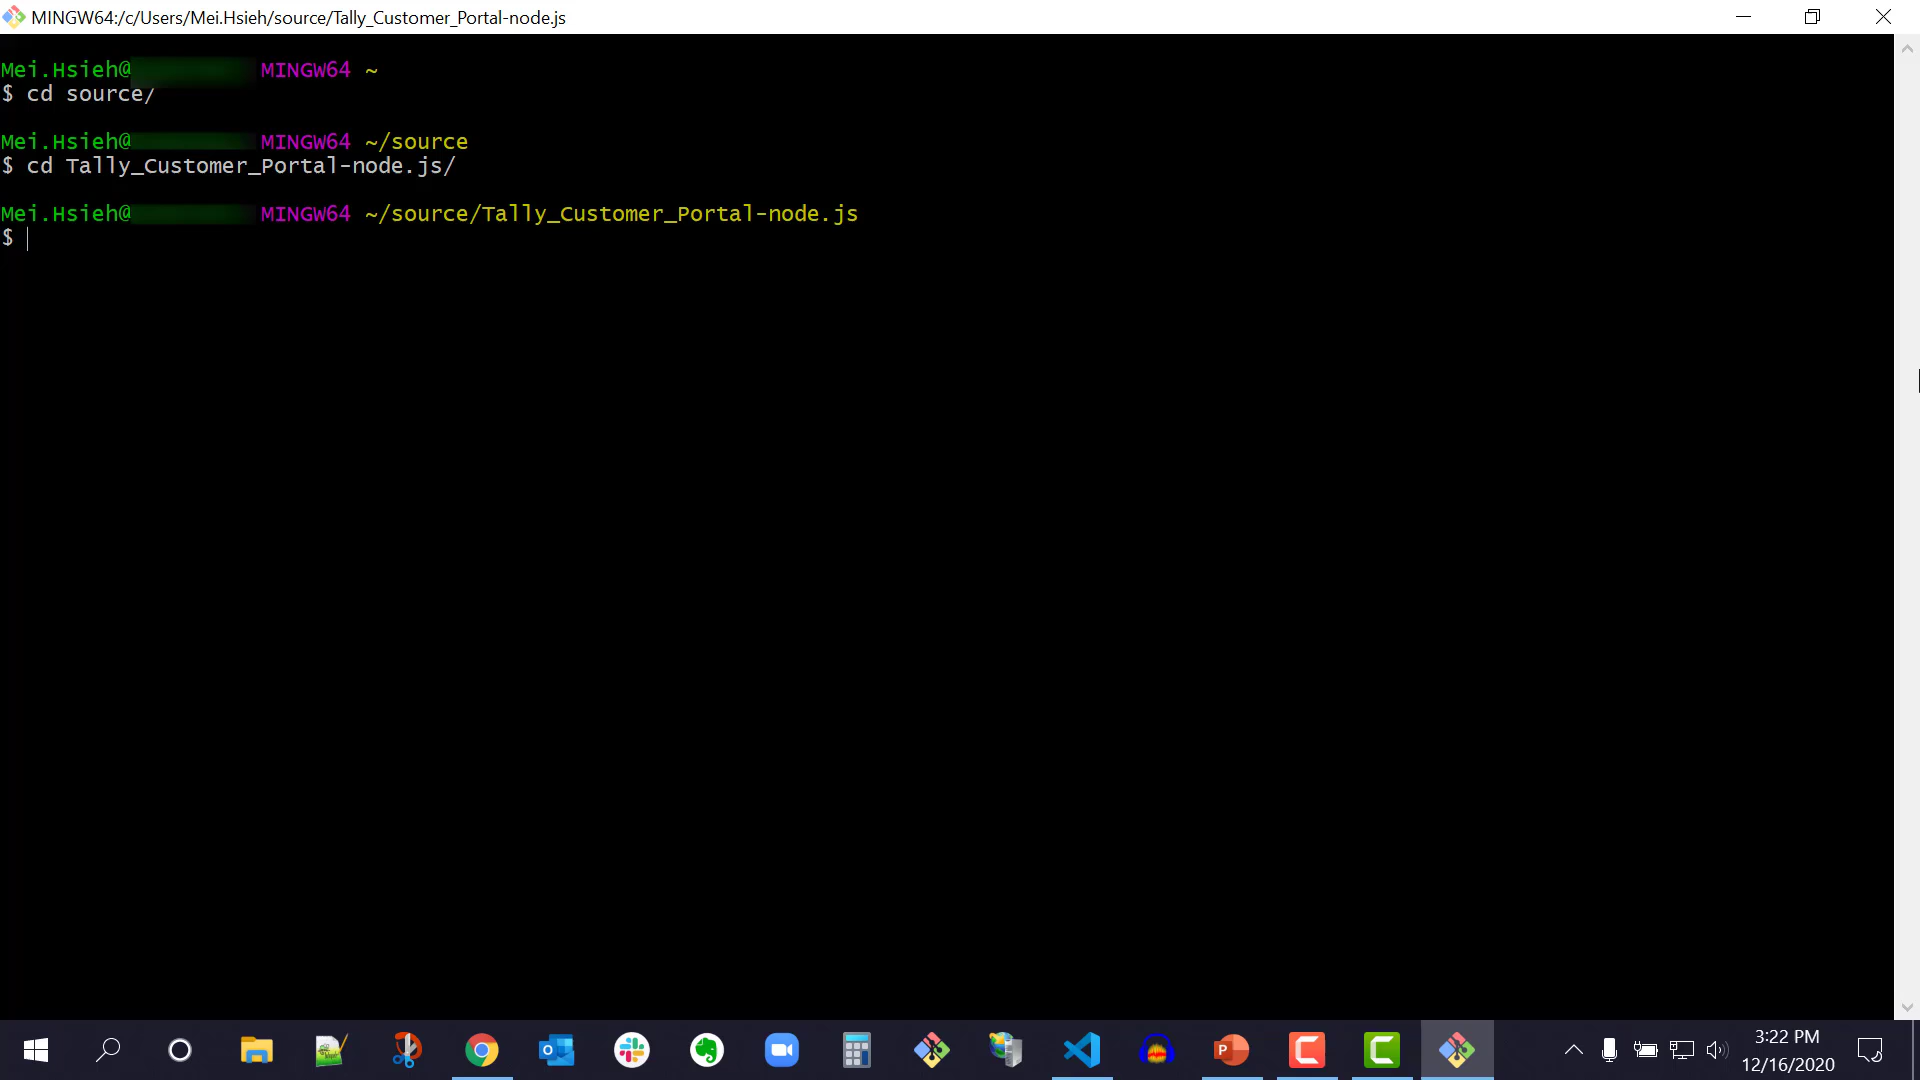 MINGW64:/c/Users/Mei.Hsieh/source/Tally_Customer_Portal-node.js
Mei.Hsieh@ MINGW64 ~
$ cd source/
Mei.Hsieh@ MINGW64 ~/source
$ cd Tally_Customer_Portal-node.js/
Mei.Hsieh@ MINGW64 ~/source/Tally_Customer_Portal-node.js
$
3:22 PM
12/16/2020